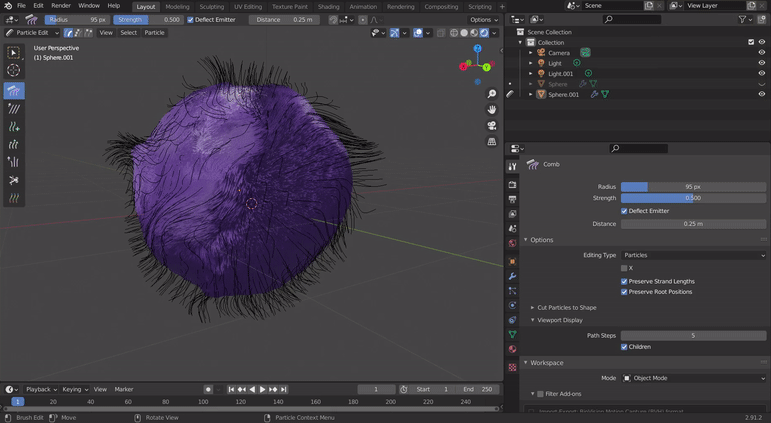 File Edit Render Window Help Layout Modeling Sculpting UV Editing Texture Paint Shading Animation Rendering Compositing Scripting Scene View Layer
Radius 95 px Strength 0.500 Deflect Emitter Distance 0.25 m Options
Particle Edit View Select Particle
User Perspective
(1) Sphere.001
Scene Collection
Collection
Camera
Light
Light.001
Sphere
Sphere.001
Comb
Radius 95 px
Strength 0.500
Deflect Emitter
Distance 0.25 m
Options
Editing Type Particles
X
Preserve Strand Lengths
Preserve Root Positions
Cut Particles to Shape
Viewport Display
Path Steps 5
Children
Workspace
Mode Object Mode
Filter Add-ons
Playback Keying View Marker 1 Start 1 End 250
1 20 40 60 80 100 120 140 160 180 200 220 240
Brush Edit Move Rotate View Particle Context Menu 2.91.2